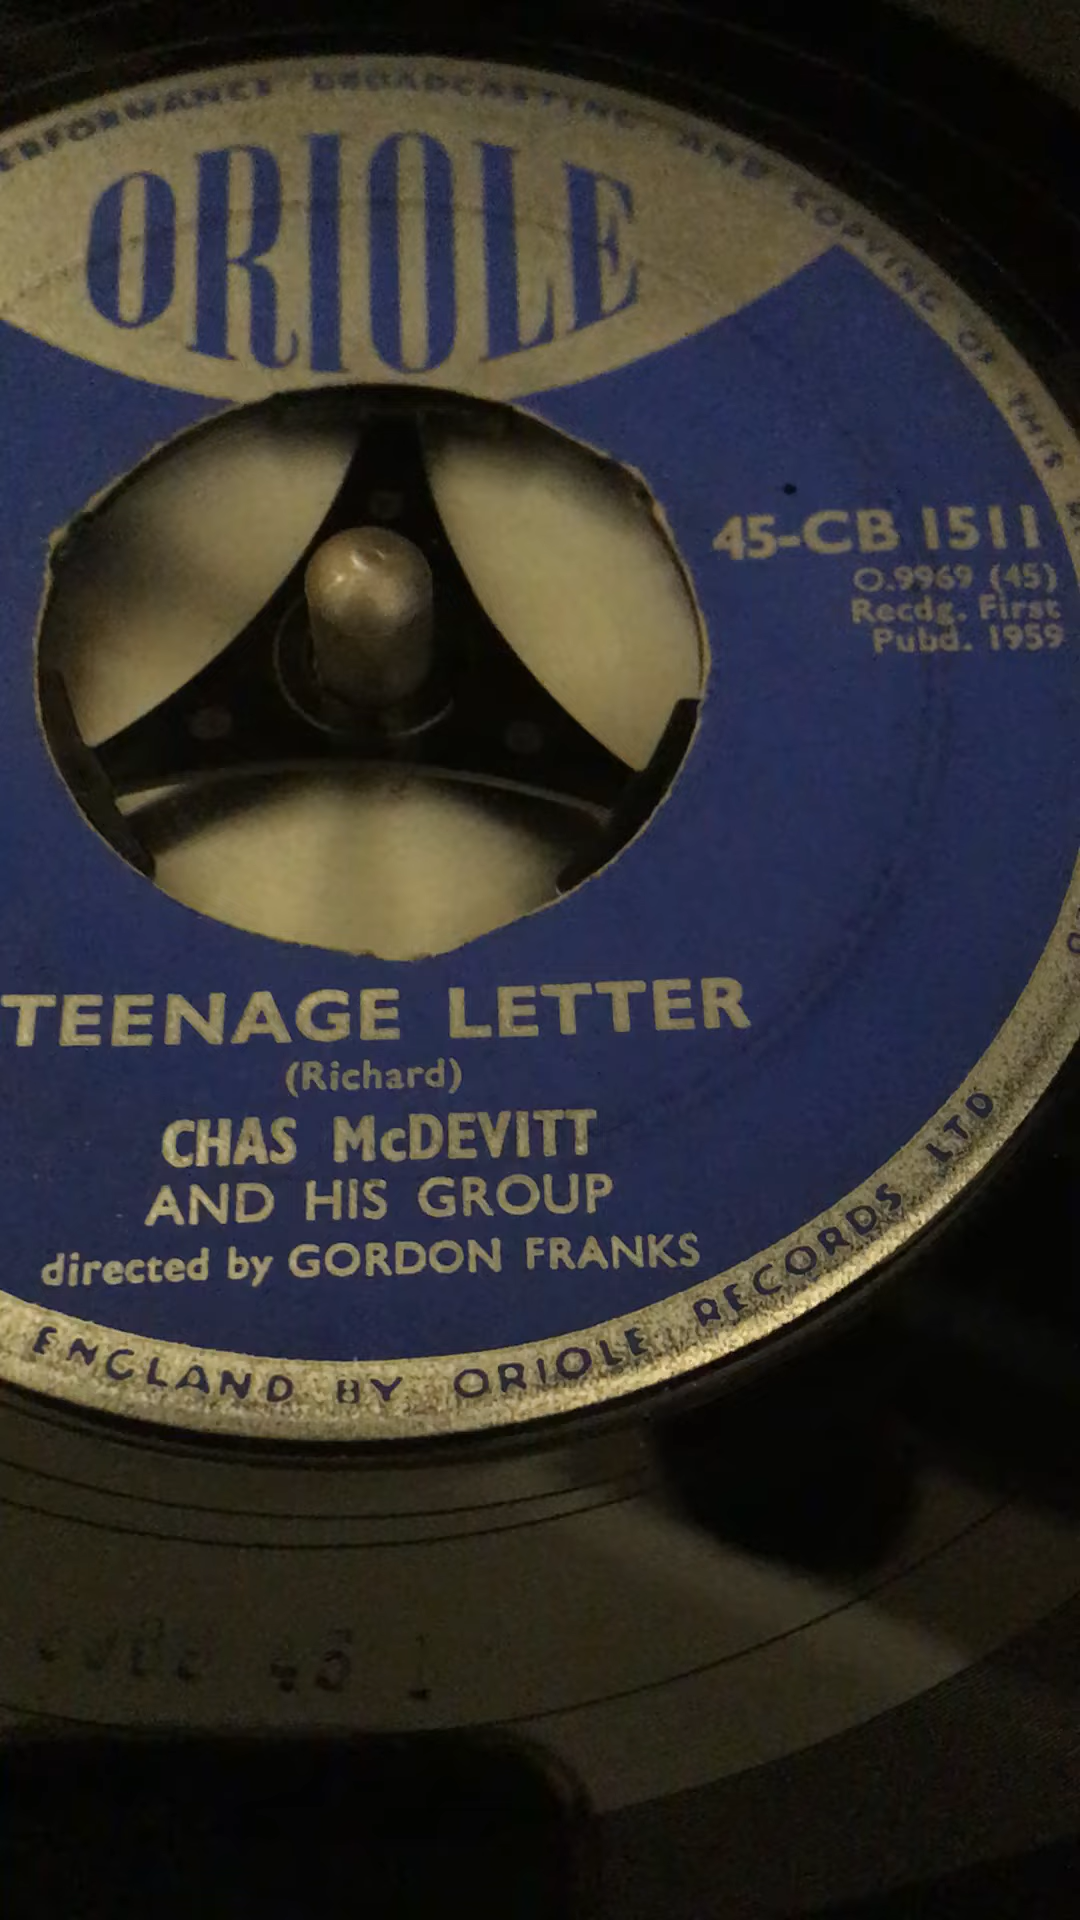 PERFORMANCE BROADCASTING AND COPYING OF THIS
ORIOLE
45-CB 1511
O.9969 (45)
Recdg. First
Pubd. 1959
TEENAGE LETTER
(Richard)
CHAS McDEVITT
AND HIS GROUP
directed by GORDON FRANKS
ENGLAND BY ORIOLE RECORDS LTD